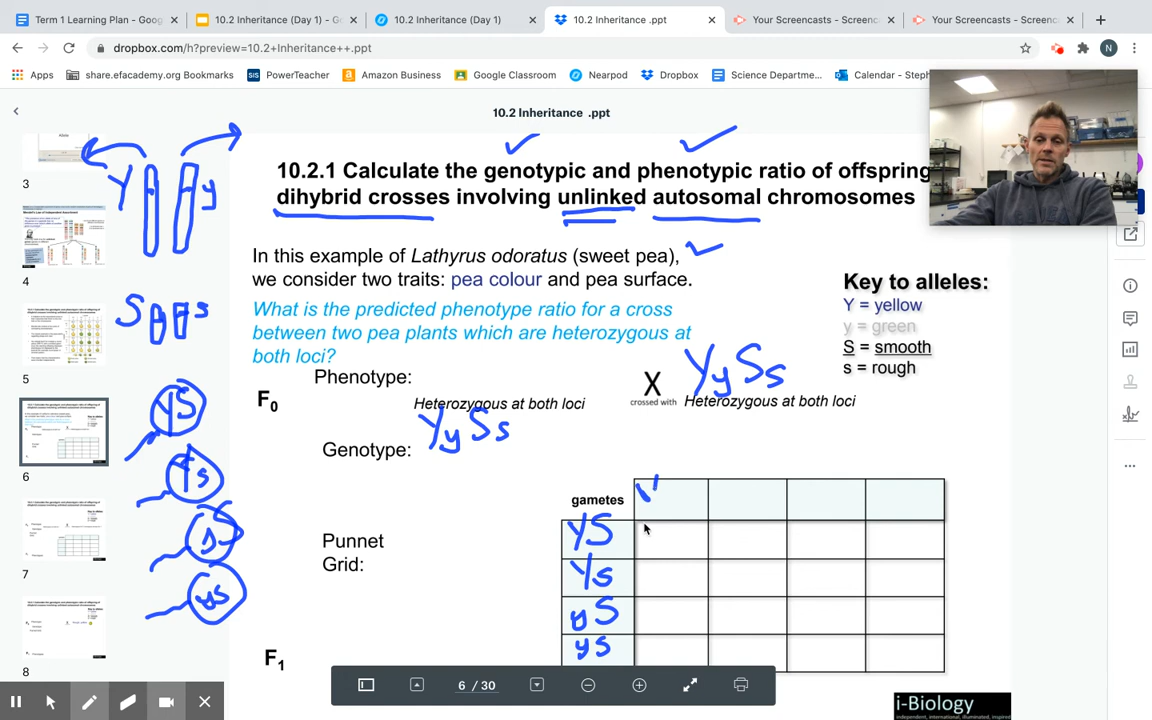 Term 1 Learning Plan - Goog
10.2 Inheritance (Day 1) - G
10.2 Inheritance (Day 1)
10.2 Inheritance .ppt
Your Screencasts - Screenc
Your Screencasts - Screenc
dropbox.com/h?preview=10.2+Inheritance++.ppt
N
Apps
share.efacademy.org Bookmarks
SIS PowerTeacher
a Amazon Business
Google Classroom
Nearpod
Dropbox
Science Departme...
Calendar - Steph
10.2 Inheritance .ppt
3
4
5
6
7
8
Y y
S s
YS
Ys
yS
ys
10.2.1 Calculate the genotypic and phenotypic ratio of offspring
dihybrid crosses involving unlinked autosomal chromosomes
In this example of Lathyrus odoratus (sweet pea),
we consider two traits: pea colour and pea surface.
What is the predicted phenotype ratio for a cross
between two pea plants which are heterozygous at
both loci?
Key to alleles:
Y = yellow
y = green
S = smooth
s = rough
F0
Phenotype:
Heterozygous at both loci
X
crossed with
YySs
Heterozygous at both loci
Genotype:
YySs
Punnet
Grid:
gametes
YS
Ys
yS
ys
F1
6 / 30
i-Biology